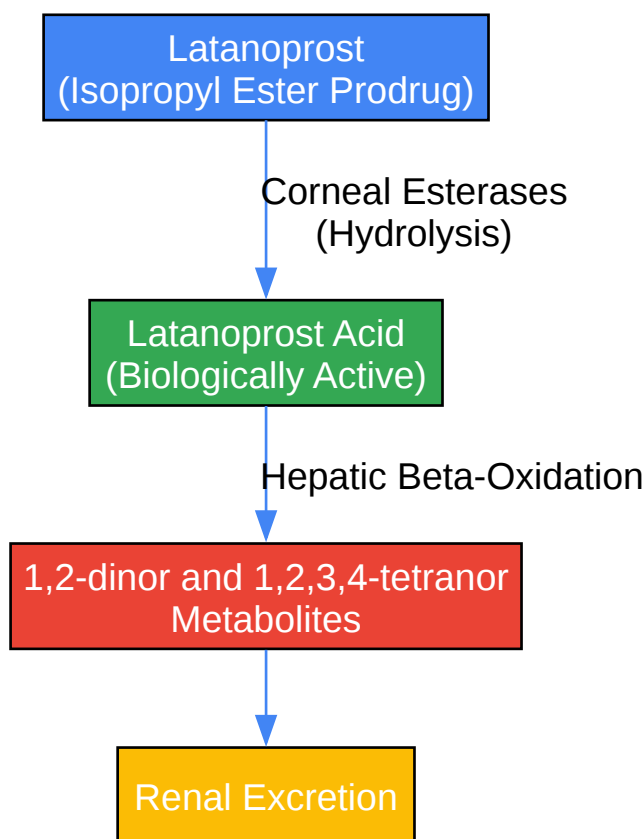 Latanoprost
(Isopropyl Ester Prodrug)
Corneal Esterases
(Hydrolysis)
Latanoprost Acid
(Biologically Active)
Hepatic Beta-Oxidation
1,2-dinor and 1,2,3,4-tetranor
Metabolites
Renal Excretion